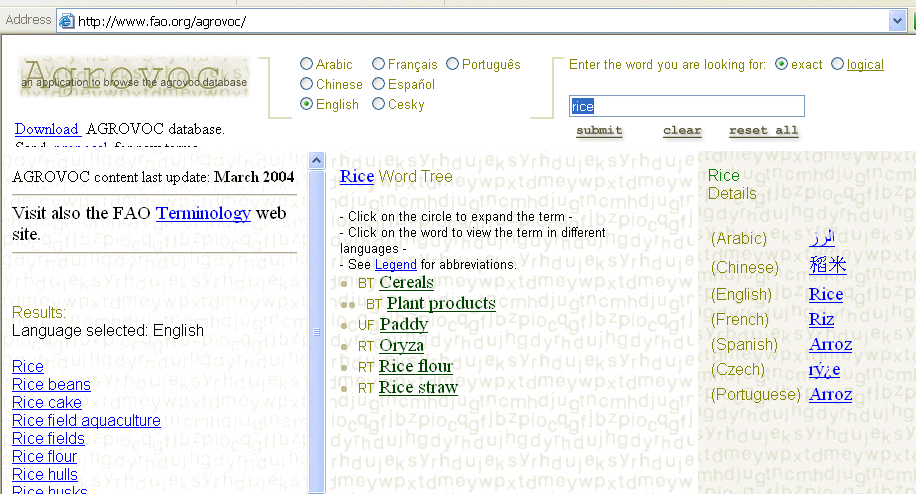 Address http://www.fao.org/agrovoc/
Agrovoc
an application to browse the agrovoc database
Arabic Français Português
Chinese Español
English Cesky
Enter the word you are looking for: exact logical
rice
submit clear reset all
Download AGROVOC database.
AGROVOC content last update: March 2004
Visit also the FAO Terminology web
site.
Results:
Language selected: English
Rice
Rice beans
Rice cake
Rice field aquaculture
Rice fields
Rice flour
Rice hulls
Rice husks
Rice Word Tree
- Click on the circle to expand the term -
- Click on the word to view the term in different
languages -
- See Legend for abbreviations.
BT Cereals
BT Plant products
UF Paddy
RT Oryza
RT Rice flour
RT Rice straw
Rice
Details
(Arabic) الرز
(Chinese) 稻米
(English) Rice
(French) Riz
(Spanish) Arroz
(Czech) rý¿e
(Portuguese) Arroz